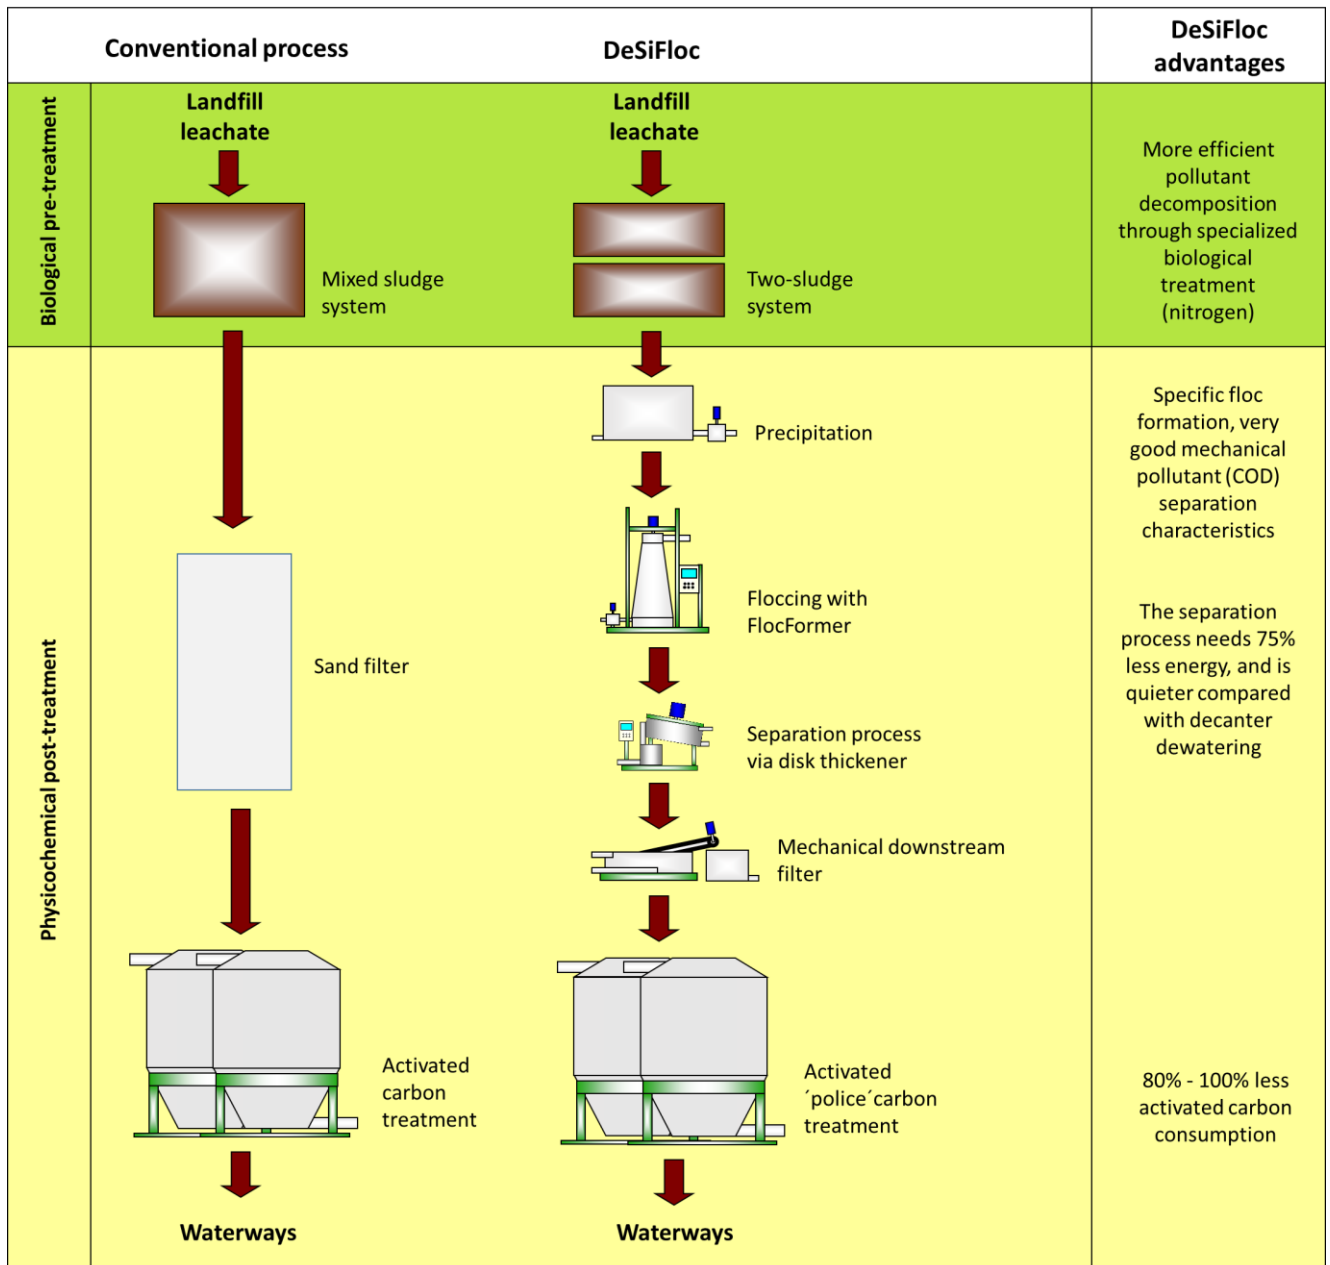 Conventional process
DeSiFloc
DeSiFloc
advantages
Biological pre-treatment
Landfill
leachate
Mixed sludge
system
Landfill
leachate
Two-sludge
system
More efficient
pollutant
decomposition
through specialized
biological
treatment
(nitrogen)
Physicochemical post-treatment
Sand filter
Activated
carbon
treatment
Waterways
Precipitation
Floccing with
FlocFormer
Separation process
via disk thickener
Mechanical downstream
filter
Activated
´police´carbon
treatment
Waterways
Specific floc
formation, very
good mechanical
pollutant (COD)
separation
characteristics
The separation
process needs 75%
less energy, and is
quieter compared
with decanter
dewatering
80% - 100% less
activated carbon
consumption